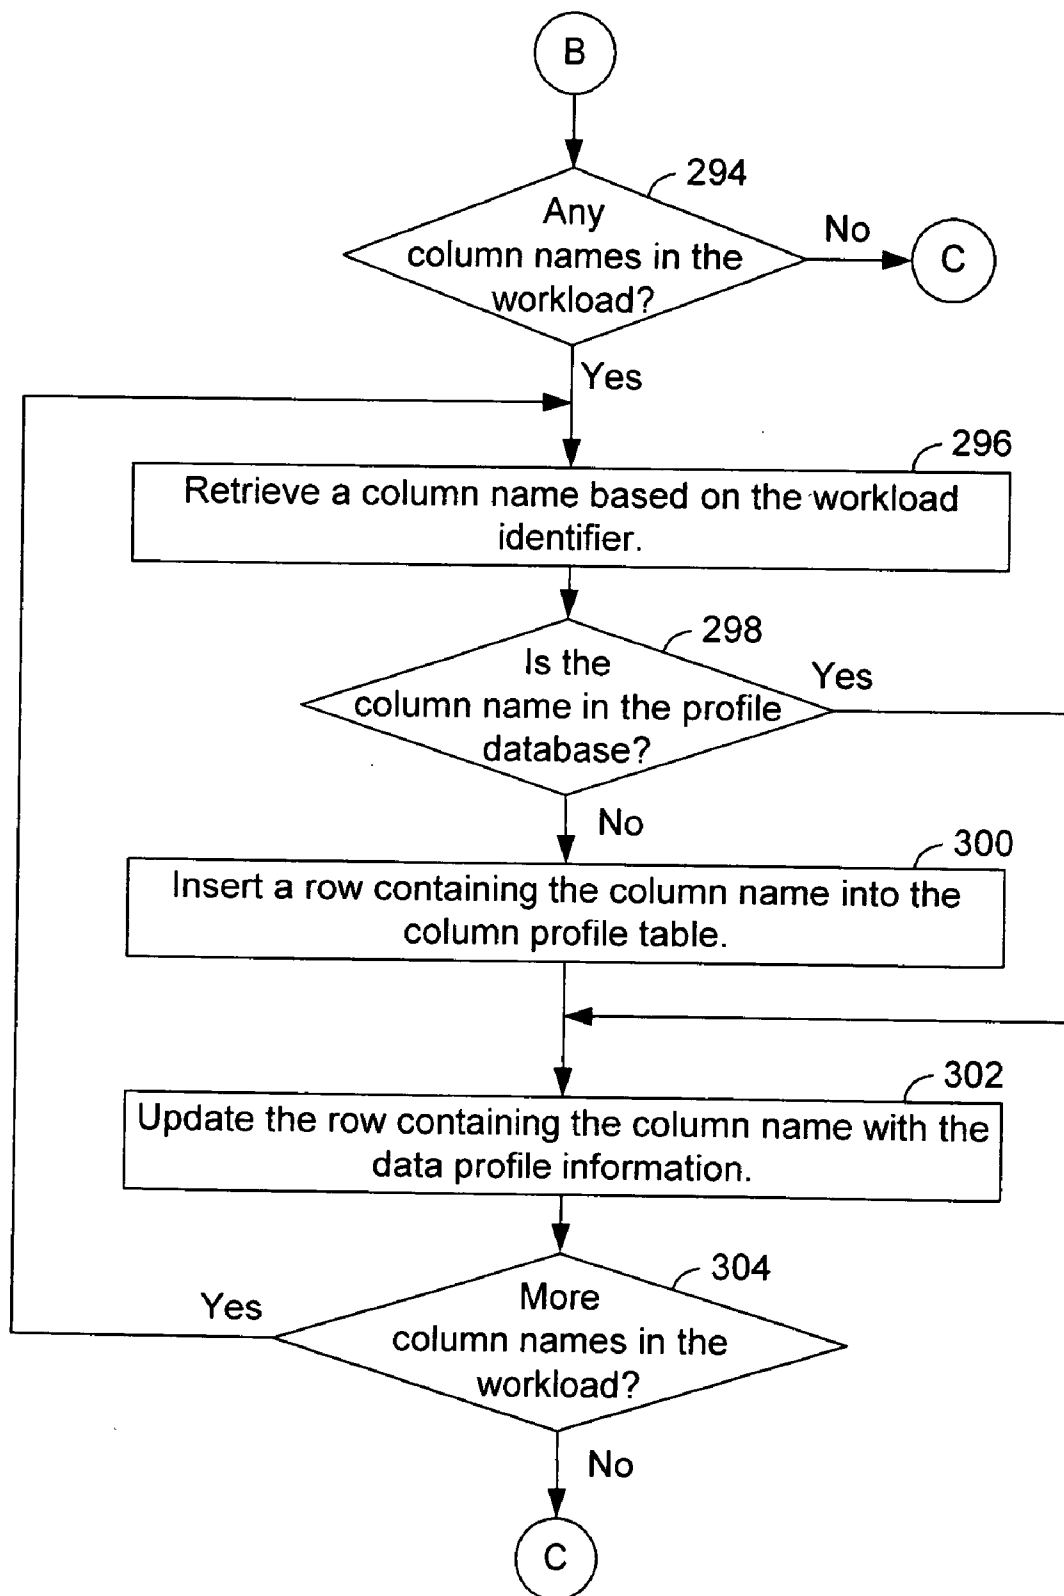 B
294
Any
column names in the
workload?
No
C
Yes
296
Retrieve a column name based on the workload
identifier.
298
Is the
column name in the profile
database?
Yes
No
300
Insert a row containing the column name into the
column profile table.
302
Update the row containing the column name with the
data profile information.
304
More
column names in the
workload?
Yes
No
C